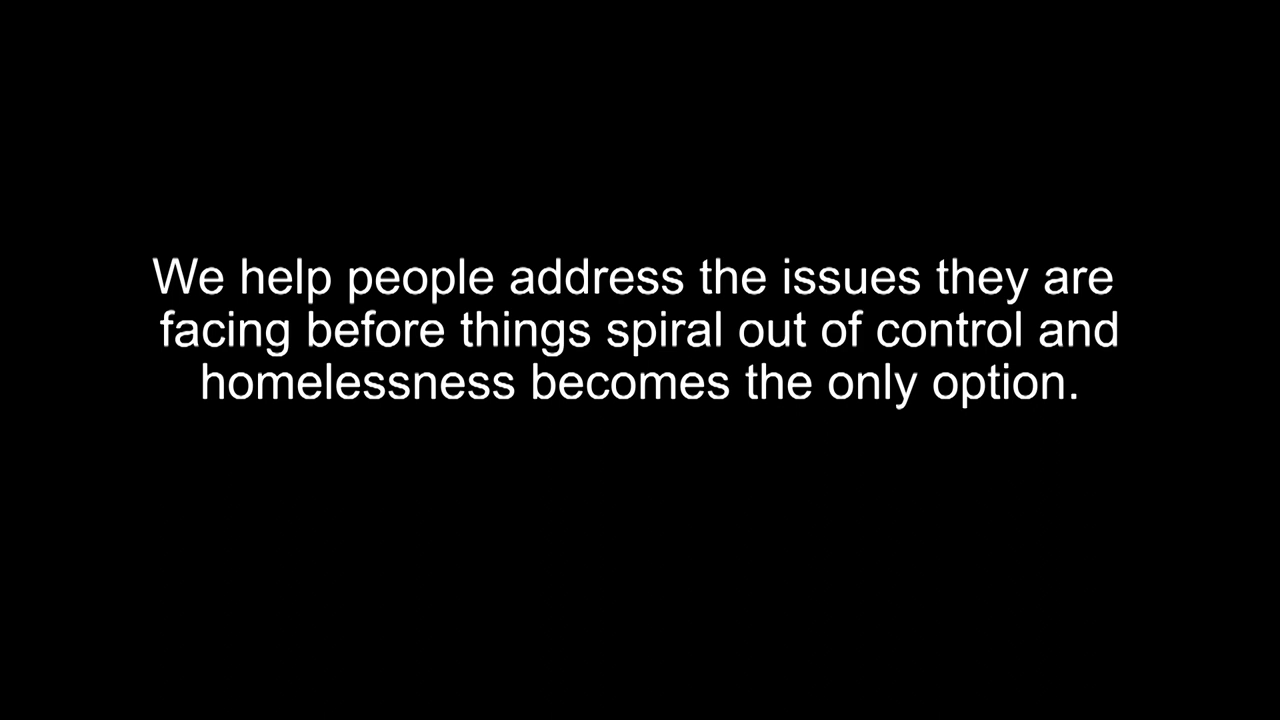 We help people address the issues they are
facing before things spiral out of control and
homelessness becomes the only option.